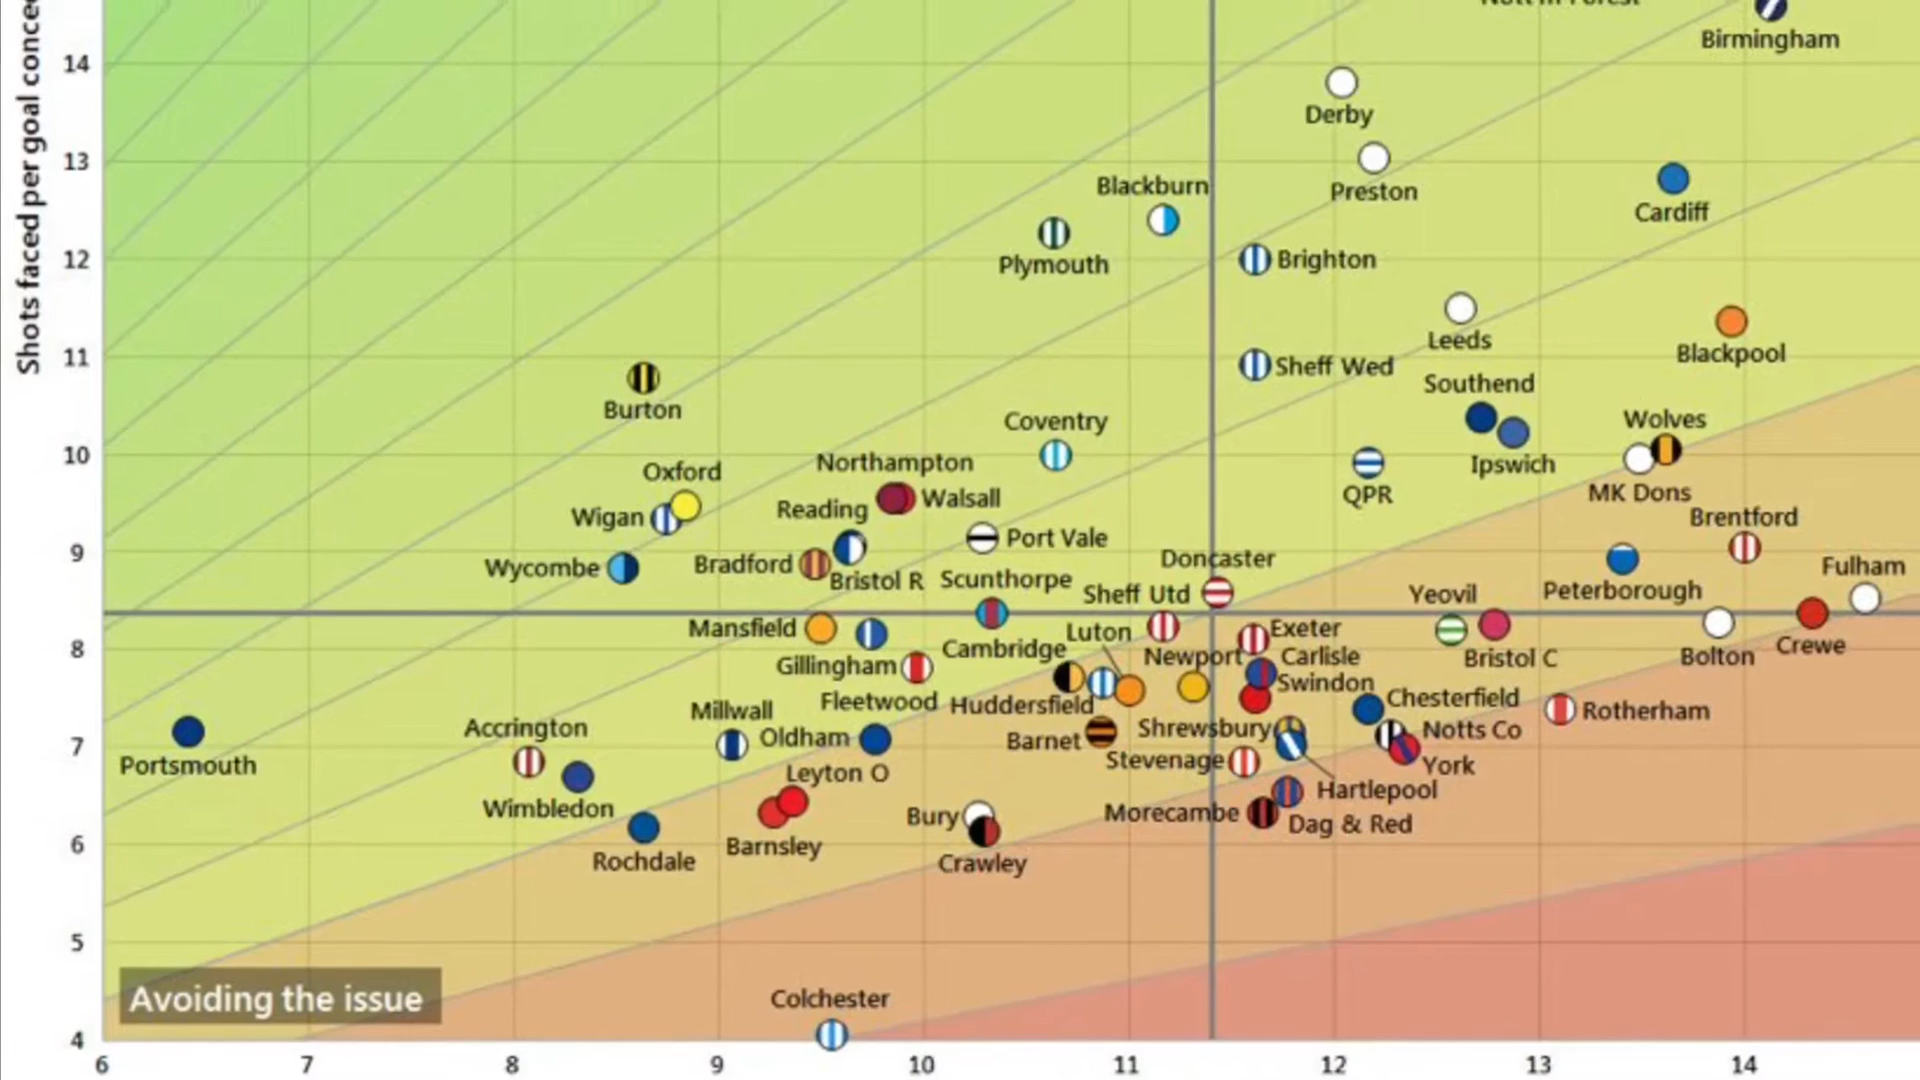 Shots faced per goal conce
14
13
12
11
10
9
8
7
6
5
4
6
7
8
9
10
11
12
13
14
Birmingham
Derby
Preston
Blackburn
Cardiff
Plymouth
Brighton
Leeds
Blackpool
Sheff Wed
Southend
Burton
Coventry
Wolves
Northampton
Oxford
Ipswich
QPR
MK Dons
Walsall
Reading
Wigan
Brentford
Port Vale
Doncaster
Wycombe
Bradford
Bristol R
Scunthorpe
Fulham
Sheff Utd
Yeovil
Peterborough
Mansfield
Luton
Exeter
Cambridge
Newport
Carlisle
Bristol C
Bolton
Crewe
Gillingham
Swindon
Fleetwood
Huddersfield
Chesterfield
Millwall
Rotherham
Accrington
Shrewsbury
Notts Co
Oldham
Barnet
Portsmouth
Stevenage
York
Leyton O
Hartlepool
Wimbledon
Bury
Morecambe
Dag & Red
Barnsley
Rochdale
Crawley
Colchester
Avoiding the issue